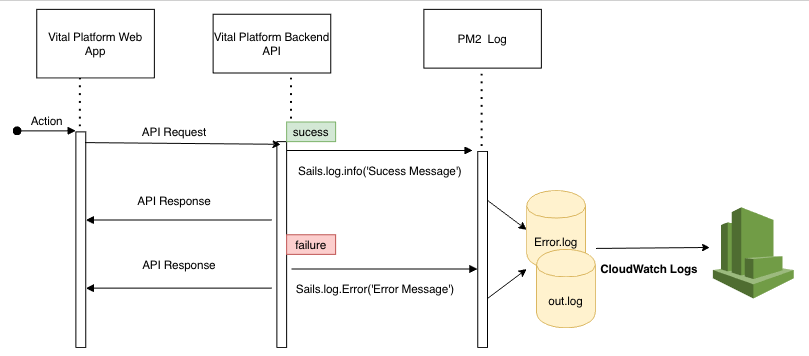 Vital Platform Web
App
Vital Platform Backend
API
PM2 Log
Action
API Request
sucess
Sails.log.info('Sucess Message')
API Response
failure
Error.log
API Response
CloudWatch Logs
Sails.log.Error('Error Message')
out.log